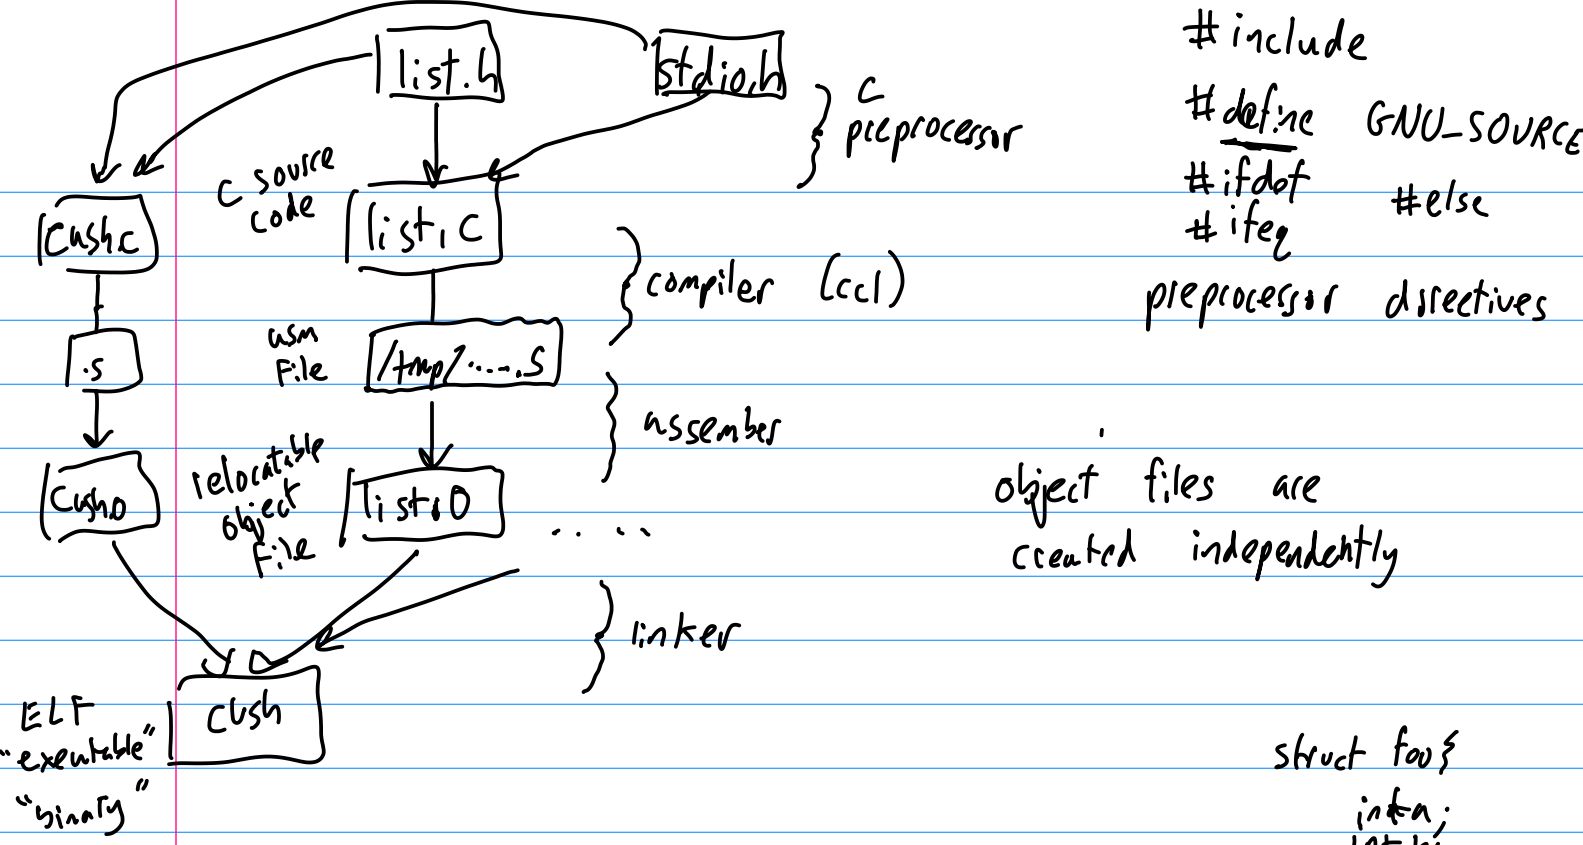 list.h
stdio.h
C
preprocessor
#include
#define GNU_SOURCE
#ifdef
#else
#ifeq
preprocessor directives
C source
code
cush.c
list.c
compiler (cc1)
asm
File
.s
/tmp/.....s
assember
relocatable
object
File
cush.o
list.o
.....
object files are
created independently
linker
cush
ELF
"executable"
"binary"
struct foo {
int a;